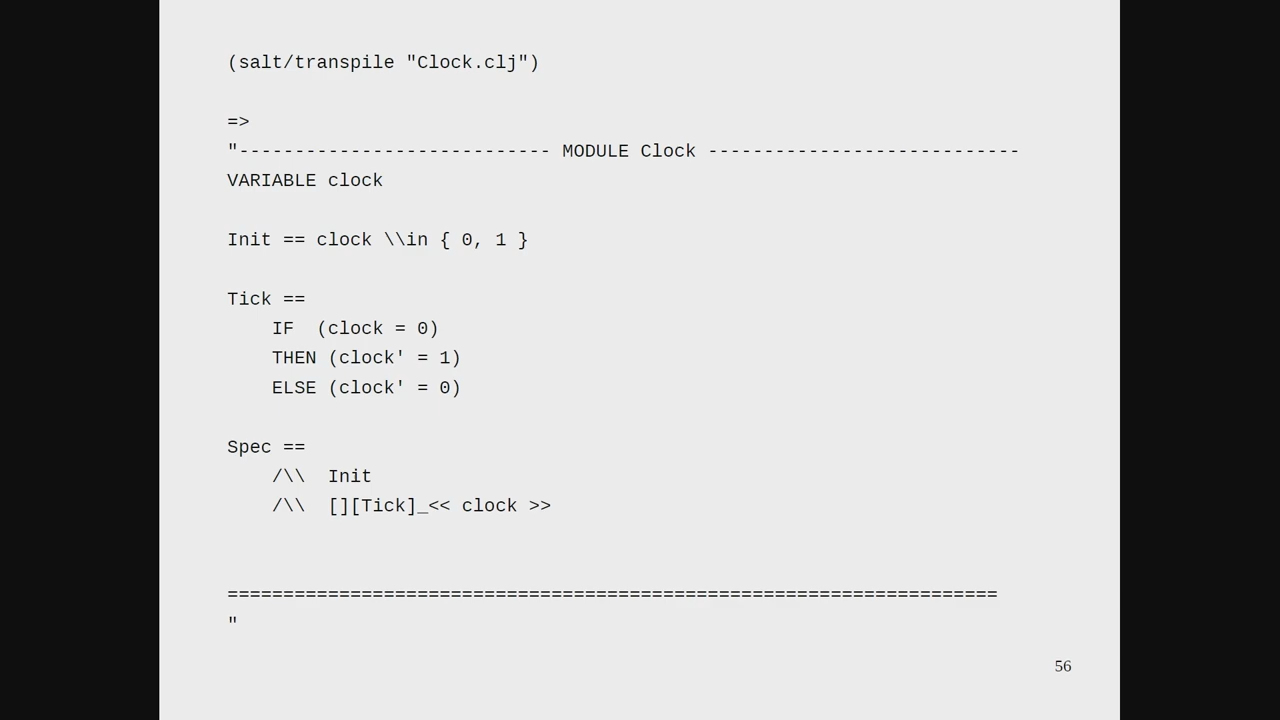 (salt/transpile "Clock.clj")
=>
"---------------------------- MODULE Clock ----------------------------
VARIABLE clock
Init == clock \\in { 0, 1 }
Tick ==
    IF  (clock = 0)
    THEN (clock' = 1)
    ELSE (clock' = 0)
Spec ==
    /\\  Init
    /\\  [][Tick]_<< clock >>
=====================================================================
"
56